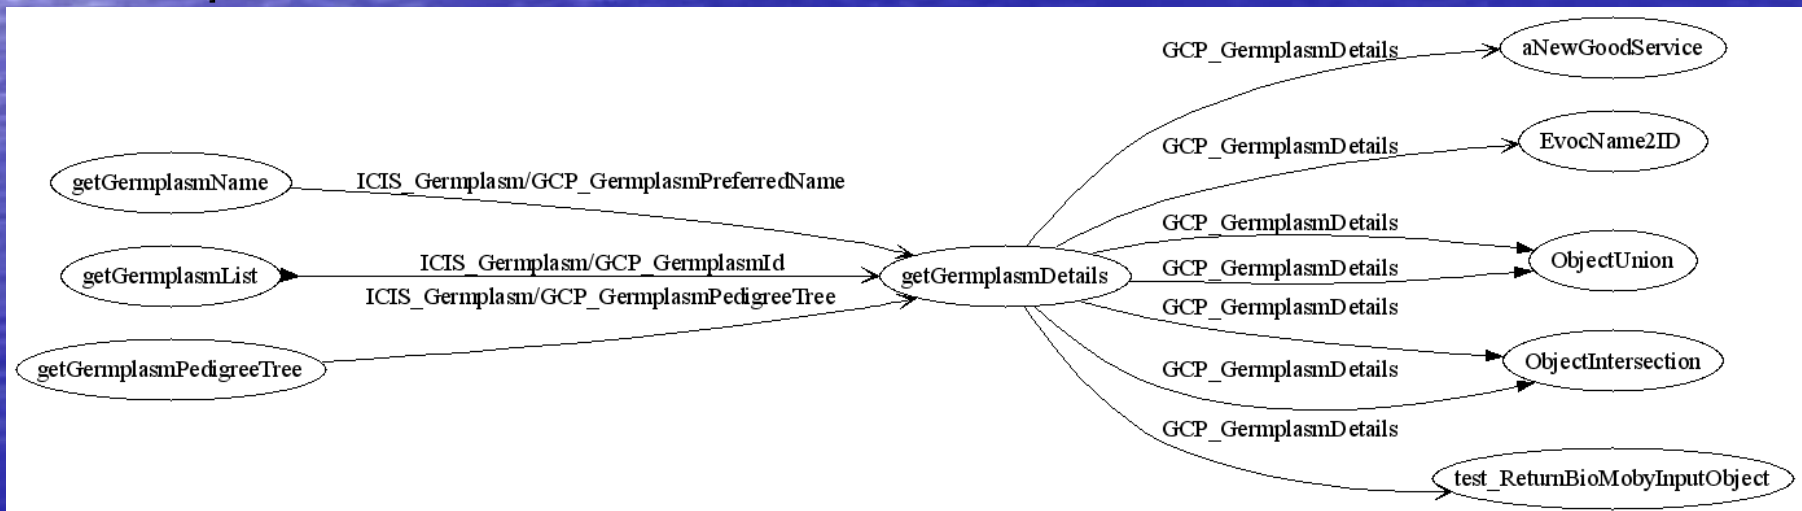 GCP_GermplasmDetails
aNewGoodService
GCP_GermplasmDetails
EvocName2ID
getGermplasmName
ICIS_Germplasm/GCP_GermplasmPreferredName
GCP_GermplasmDetails
getGermplasmList
ICIS_Germplasm/GCP_GermplasmId
getGermplasmDetails
GCP_GermplasmDetails
ObjectUnion
ICIS_Germplasm/GCP_GermplasmPedigreeTree
GCP_GermplasmDetails
getGermplasmPedigreeTree
GCP_GermplasmDetails
ObjectIntersection
GCP_GermplasmDetails
test_ReturnBioMobyInputObject